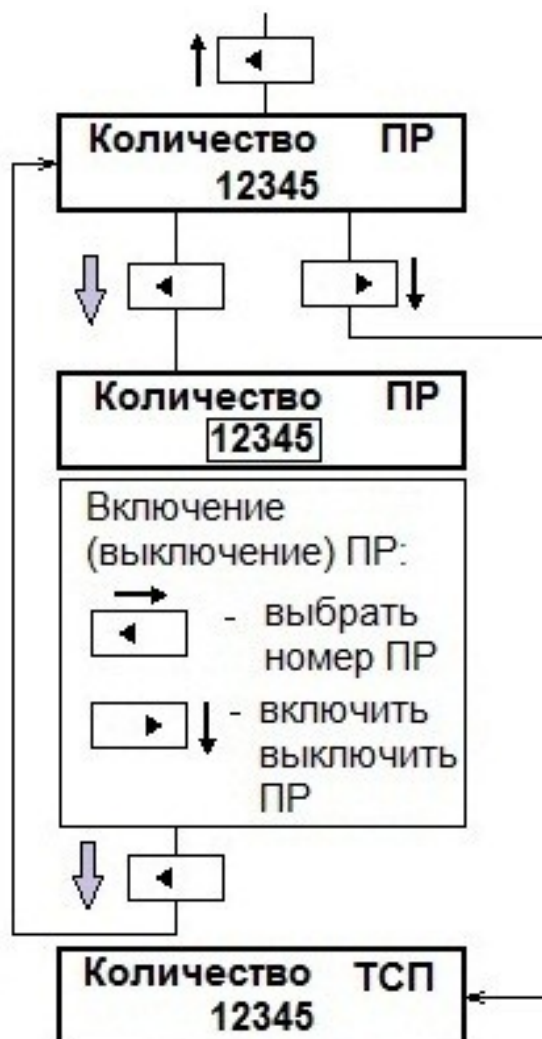 Количество ПР
12345
Количество ПР
12345
Включение
(выключение) ПР:
- выбрать
номер ПР
- включить
выключить
ПР
Количество ТСП
12345